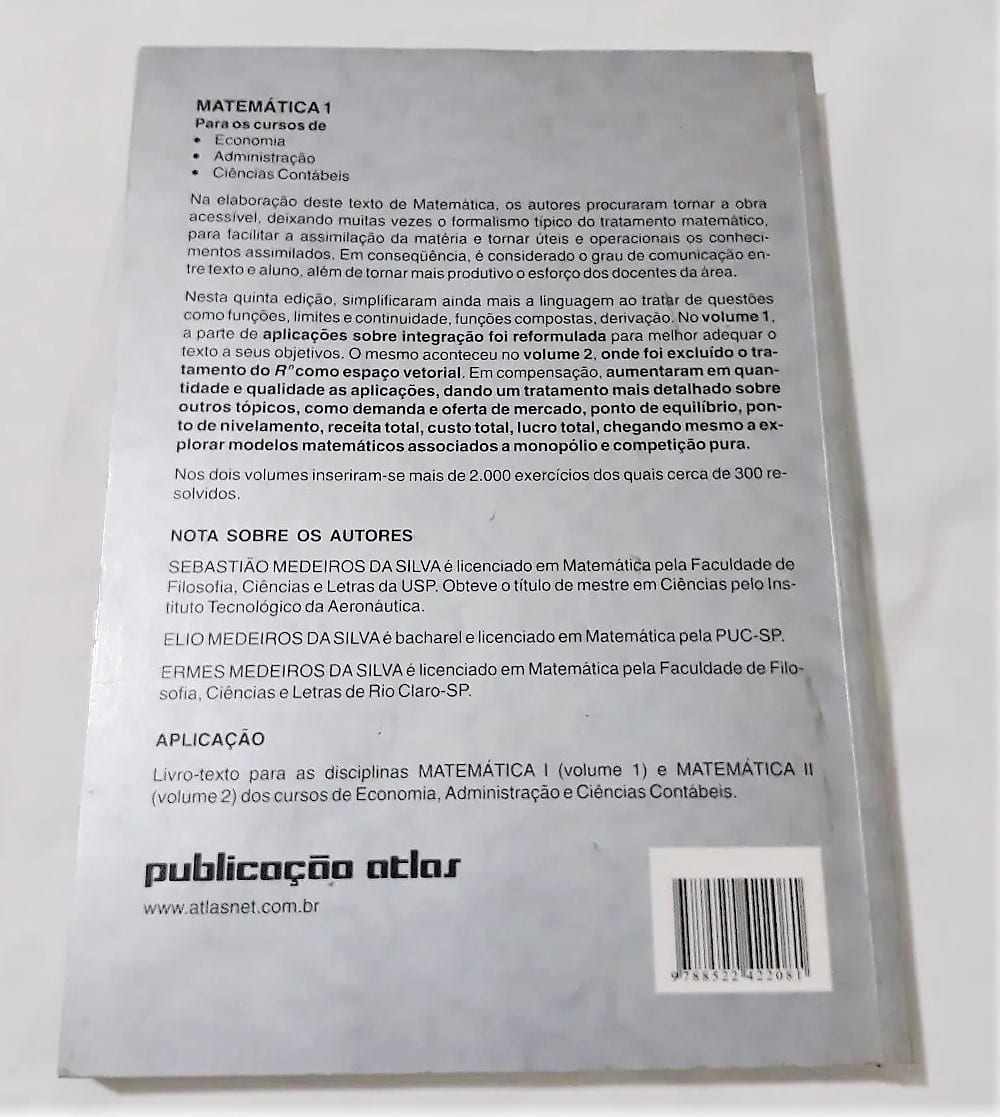 MATEMÁTICA 1
Para os cursos de
• Economia
• Administração
• Ciências Contábeis
Na elaboração deste texto de Matemática, os autores procuraram tornar a obra
acessível, deixando muitas vezes o formalismo típico do tratamento matemático,
para facilitar a assimilação da matéria e tornar úteis e operacionais os conheci-
mentos assimilados. Em conseqüência, é considerado o grau de comunicação en-
tre texto e aluno, além de tornar mais produtivo o esforço dos docentes da área.
Nesta quinta edição, simplificaram ainda mais a linguagem ao tratar de questões
como funções, limites e continuidade, funções compostas, derivação. No volume 1,
a parte de aplicações sobre integração foi reformulada para melhor adequar o
texto a seus objetivos. O mesmo aconteceu no volume 2, onde foi excluído o tra-
tamento do Rⁿ como espaço vetorial. Em compensação, aumentaram em quan-
tidade e qualidade as aplicações, dando um tratamento mais detalhado sobre
outros tópicos, como demanda e oferta de mercado, ponto de equilíbrio, pon-
to de nivelamento, receita total, custo total, lucro total, chegando mesmo a ex-
plorar modelos matemáticos associados a monopólio e competição pura.
Nos dois volumes inseriram-se mais de 2.000 exercícios dos quais cerca de 300 re-
solvidos.
NOTA SOBRE OS AUTORES
SEBASTIÃO MEDEIROS DA SILVA é licenciado em Matemática pela Faculdade de
Filosofia, Ciências e Letras da USP. Obteve o título de mestre em Ciências pelo Ins-
tituto Tecnológico da Aeronáutica.
ELIO MEDEIROS DA SILVA é bacharel e licenciado em Matemática pela PUC-SP.
ERMES MEDEIROS DA SILVA é licenciado em Matemática pela Faculdade de Filo-
sofia, Ciências e Letras de Rio Claro-SP.
APLICAÇÃO
Livro-texto para as disciplinas MATEMÁTICA I (volume 1) e MATEMÁTICA II
(volume 2) dos cursos de Economia, Administração e Ciências Contábeis.
publicação atlas
www.atlasnet.com.br
9788522422081